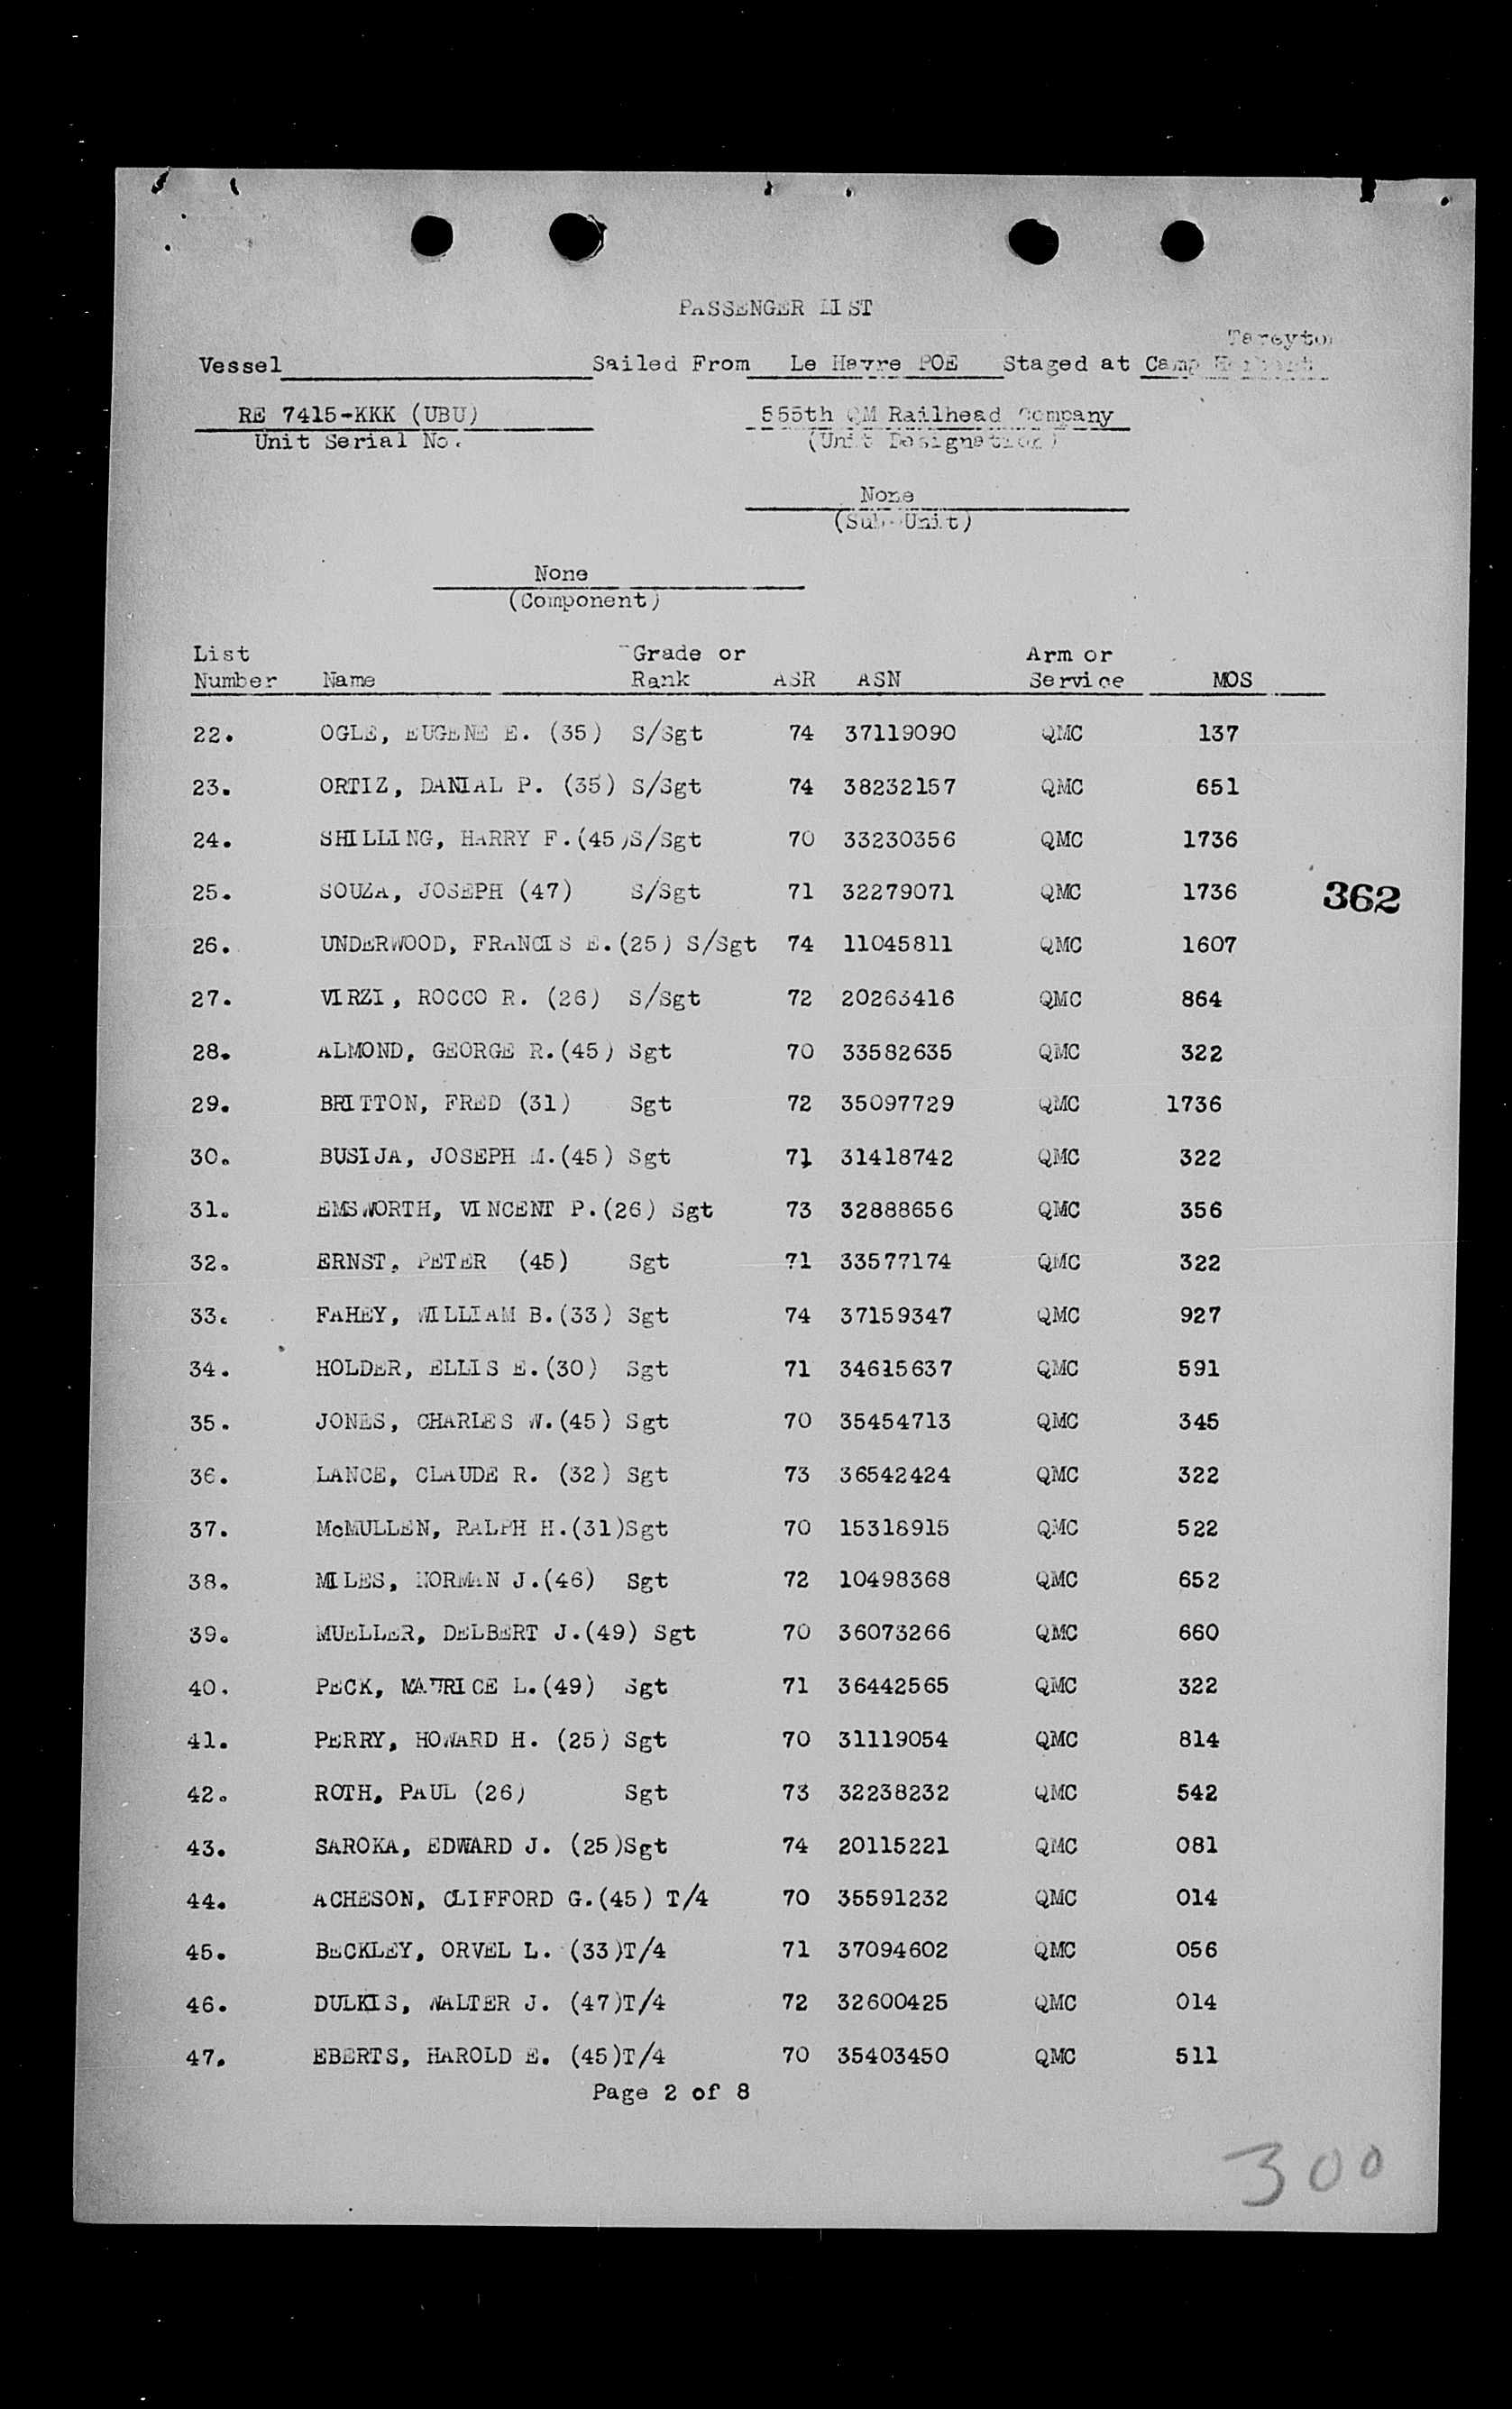 PASSENGER LIST
Tareyton
Vessel Sailed From Le Havre POE Staged at Camp
RE 7415-KKK (UBU) 555th QM Railhead Company
Unit Serial No. (Unit Designation)
None
(Sub-Unit)
None
(Component)
List Grade or Arm or
Number Name Rank ASR ASN Service MOS
22. OGLE, EUGENE E. (35) S/Sgt 74 37119090 QMC 137
23. ORTIZ, DANIAL P. (35) S/Sgt 74 38232157 QMC 651
24. SHILLING, HARRY F.(45)S/Sgt 70 33230356 QMC 1736
25. SOUZA, JOSEPH (47) S/Sgt 71 32279071 QMC 1736 362
26. UNDERWOOD, FRANCIS E.(25) S/Sgt 74 11045811 QMC 1607
27. VIRZI, ROCCO R. (26) S/Sgt 72 20263416 QMC 864
28. ALMOND, GEORGE R.(45) Sgt 70 33582635 QMC 322
29. BRITTON, FRED (31) Sgt 72 35097729 QMC 1736
30. BUSIJA, JOSEPH M.(45) Sgt 71 31418742 QMC 322
31. EMSWORTH, VINCENT P.(26) Sgt 73 32888656 QMC 356
32. ERNST, PETER (45) Sgt 71 33577174 QMC 322
33. FAHEY, WILLIAM B.(33) Sgt 74 37159347 QMC 927
34. HOLDER, ELLIS E.(30) Sgt 71 34615637 QMC 591
35. JONES, CHARLES W.(45) Sgt 70 35454713 QMC 345
36. LANCE, CLAUDE R. (32) Sgt 73 36542424 QMC 322
37. McMULLEN, RALPH H.(31)Sgt 70 15318915 QMC 522
38. MILES, NORMAN J.(46) Sgt 72 10498368 QMC 652
39. MUELLER, DELBERT J.(49) Sgt 70 36073266 QMC 660
40. PECK, MAURICE L.(49) Sgt 71 36442565 QMC 322
41. PERRY, HOWARD H. (25) Sgt 70 31119054 QMC 814
42. ROTH, PAUL (26) Sgt 73 32238232 QMC 542
43. SAROKA, EDWARD J. (25)Sgt 74 20115221 QMC 081
44. ACHESON, CLIFFORD G.(45) T/4 70 35591232 QMC 014
45. BECKLEY, ORVEL L. (33)T/4 71 37094602 QMC 056
46. DULKIS, WALTER J. (47)T/4 72 32600425 QMC 014
47. EBERTS, HAROLD E. (45)T/4 70 35403450 QMC 511
Page 2 of 8
300